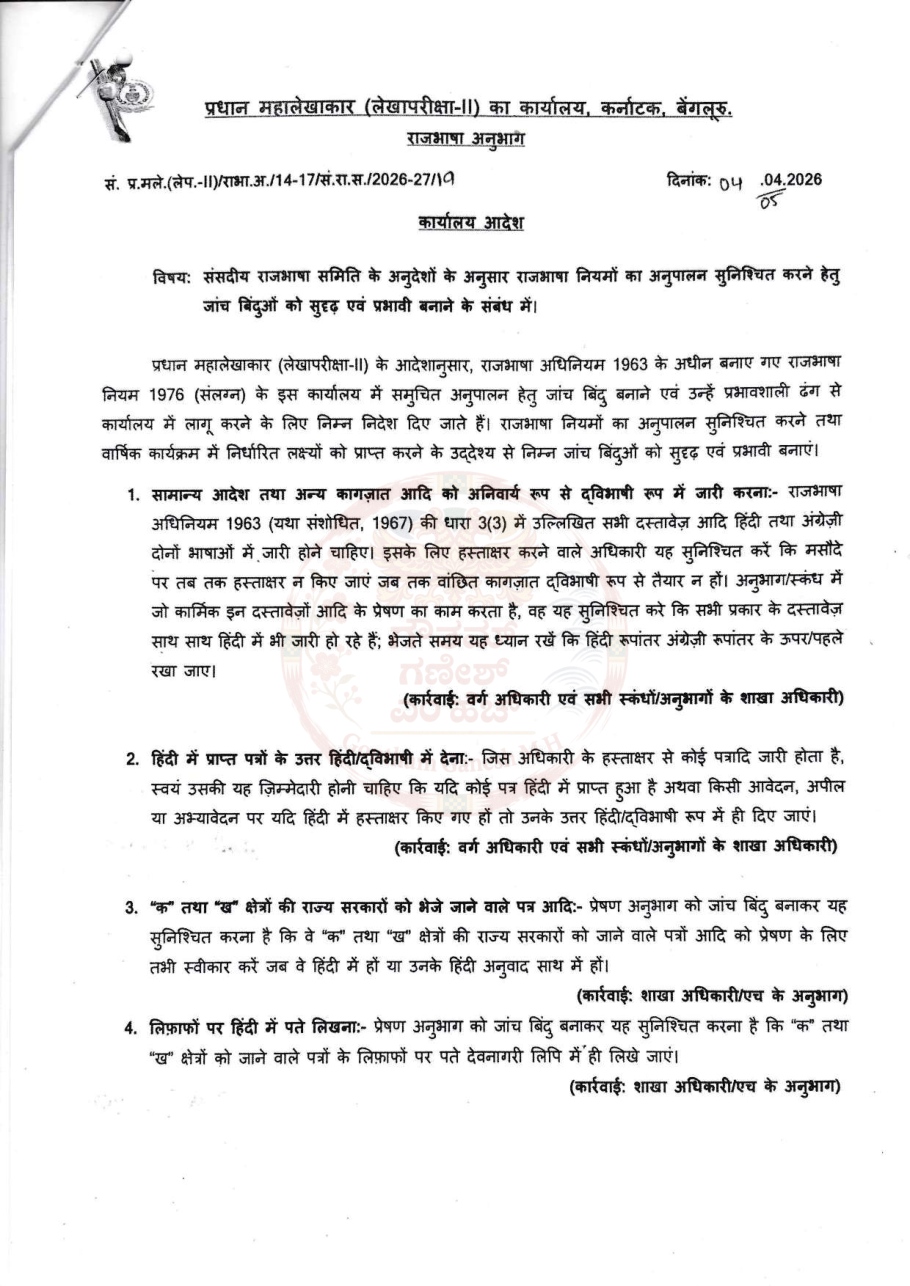 प्रधान महालेखाकार (लेखापरीक्षा-II) का कार्यालय, कर्नाटक, बेंगलूरु.
राजभाषा अनुभाग
सं. प्र.मले.(लेप.-II)/राभा.अ./14-17/सं.रा.स./2026-27/19
दिनांक: 04 .04.2026
05
कार्यालय आदेश
विषय: संसदीय राजभाषा समिति के अनुदेशों के अनुसार राजभाषा नियमों का अनुपालन सुनिश्चित करने हेतु
जांच बिंदुओं को सुदृढ़ एवं प्रभावी बनाने के संबंध में।
प्रधान महालेखाकार (लेखापरीक्षा-II) के आदेशानुसार, राजभाषा अधिनियम 1963 के अधीन बनाए गए राजभाषा
नियम 1976 (संलग्न) के इस कार्यालय में समुचित अनुपालन हेतु जांच बिंदु बनाने एवं उन्हें प्रभावशाली ढंग से
कार्यालय में लागू करने के लिए निम्न निदेश दिए जाते हैं। राजभाषा नियमों का अनुपालन सुनिश्चित करने तथा
वार्षिक कार्यक्रम में निर्धारित लक्ष्यों को प्राप्त करने के उद्देश्य से निम्न जांच बिंदुओं को सुदृढ़ एवं प्रभावी बनाएं।
1. सामान्य आदेश तथा अन्य कागज़ात आदि को अनिवार्य रूप से द्विभाषी रूप में जारी करना:- राजभाषा
अधिनियम 1963 (यथा संशोधित, 1967) की धारा 3(3) में उल्लिखित सभी दस्तावेज़ आदि हिंदी तथा अंग्रेज़ी
दोनों भाषाओं में जारी होने चाहिए। इसके लिए हस्ताक्षर करने वाले अधिकारी यह सुनिश्चित करें कि मसौदे
पर तब तक हस्ताक्षर न किए जाएं जब तक वांछित कागज़ात द्विभाषी रूप से तैयार न हों। अनुभाग/स्कंध में
जो कार्मिक इन दस्तावेज़ों आदि के प्रेषण का काम करता है, वह यह सुनिश्चित करे कि सभी प्रकार के दस्तावेज़
साथ साथ हिंदी में भी जारी हो रहे हैं; भेजते समय यह ध्यान रखें कि हिंदी रूपांतर अंग्रेज़ी रूपांतर के ऊपर/पहले
रखा जाए।
(कार्रवाई: वर्ग अधिकारी एवं सभी स्कंधों/अनुभागों के शाखा अधिकारी)
2. हिंदी में प्राप्त पत्रों के उत्तर हिंदी/द्विभाषी में देना:- जिस अधिकारी के हस्ताक्षर से कोई पत्रादि जारी होता है,
स्वयं उसकी यह ज़िम्मेदारी होनी चाहिए कि यदि कोई पत्र हिंदी में प्राप्त हुआ है अथवा किसी आवेदन, अपील
या अभ्यावेदन पर यदि हिंदी में हस्ताक्षर किए गए हों तो उनके उत्तर हिंदी/द्विभाषी रूप में ही दिए जाएं।
(कार्रवाई: वर्ग अधिकारी एवं सभी स्कंधों/अनुभागों के शाखा अधिकारी)
3. “क” तथा “ख” क्षेत्रों की राज्य सरकारों को भेजे जाने वाले पत्र आदि:- प्रेषण अनुभाग को जांच बिंदु बनाकर यह
सुनिश्चित करना है कि वे “क” तथा “ख” क्षेत्रों की राज्य सरकारों को जाने वाले पत्रों आदि को प्रेषण के लिए
तभी स्वीकार करें जब वे हिंदी में हों या उनके हिंदी अनुवाद साथ में हों।
(कार्रवाई: शाखा अधिकारी/एच के अनुभाग)
4. लिफ़ाफों पर हिंदी में पते लिखना:- प्रेषण अनुभाग को जांच बिंदु बनाकर यह सुनिश्चित करना है कि “क” तथा
“ख” क्षेत्रों को जाने वाले पत्रों के लिफ़ाफों पर पते देवनागरी लिपि में ही लिखे जाएं।
(कार्रवाई: शाखा अधिकारी/एच के अनुभाग)
ಗೌತಮ್
ಗಣೇಶ್
ಎಂ ಹೆಚ್
Gautham Ganesh M H